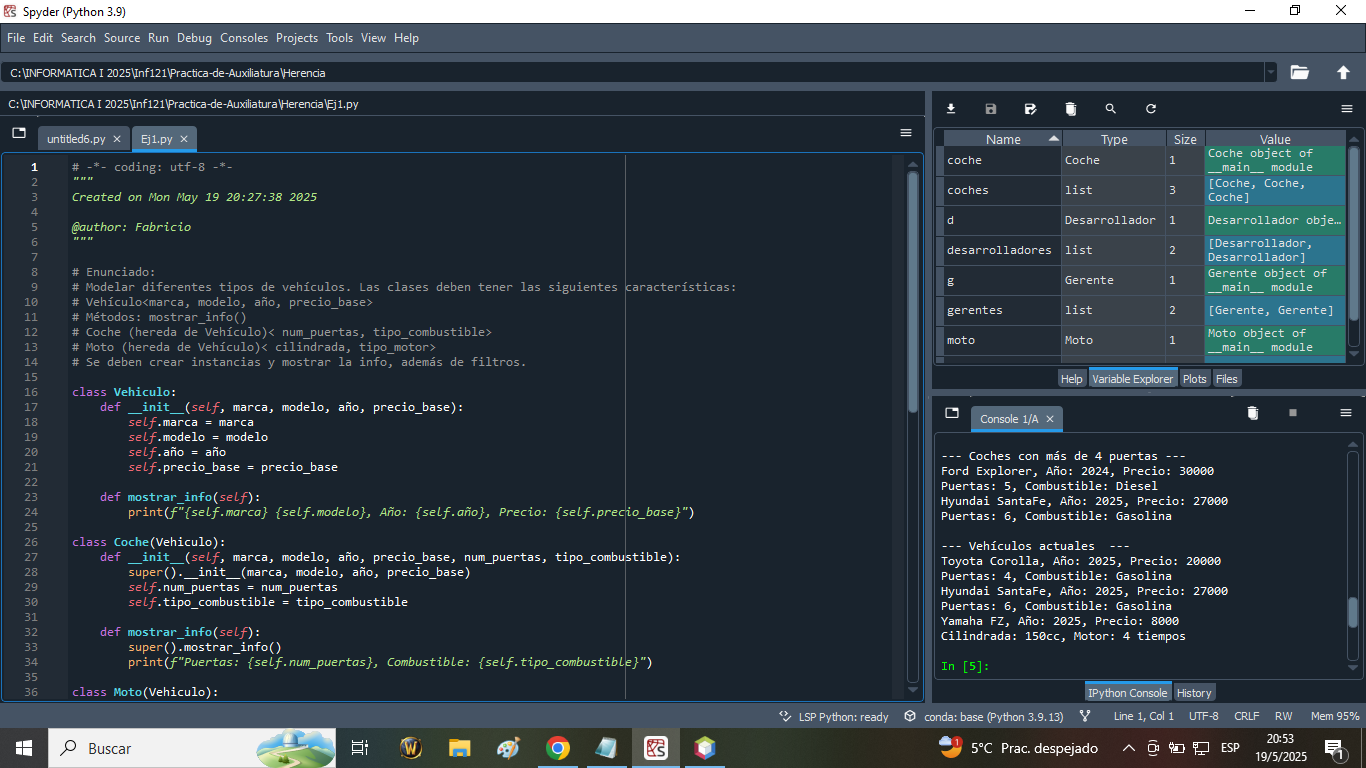 Spyder (Python 3.9)
File Edit Search Source Run Debug Consoles Projects Tools View Help
C:\INFORMATICA I 2025\Inf121\Practica-de-Auxiliatura\Herencia
C:\INFORMATICA I 2025\Inf121\Practica-de-Auxiliatura\Herencia\Ej1.py
untitled6.py Ej1.py
1 # -*- coding: utf-8 -*-
2 """
3 Created on Mon May 19 20:27:38 2025
4
5 @author: Fabricio
6 """
7
8 # Enunciado:
9 # Modelar diferentes tipos de vehículos. Las clases deben tener las siguientes características:
10 # Vehículo<marca, modelo, año, precio_base>
11 # Métodos: mostrar_info()
12 # Coche (hereda de Vehículo)< num_puertas, tipo_combustible>
13 # Moto (hereda de Vehículo)< cilindrada, tipo_motor>
14 # Se deben crear instancias y mostrar la info, además de filtros.
15
16 class Vehiculo:
17     def __init__(self, marca, modelo, año, precio_base):
18         self.marca = marca
19         self.modelo = modelo
20         self.año = año
21         self.precio_base = precio_base
22
23     def mostrar_info(self):
24         print(f"{self.marca} {self.modelo}, Año: {self.año}, Precio: {self.precio_base}")
25
26 class Coche(Vehiculo):
27     def __init__(self, marca, modelo, año, precio_base, num_puertas, tipo_combustible):
28         super().__init__(marca, modelo, año, precio_base)
29         self.num_puertas = num_puertas
30         self.tipo_combustible = tipo_combustible
31
32     def mostrar_info(self):
33         super().mostrar_info()
34         print(f"Puertas: {self.num_puertas}, Combustible: {self.tipo_combustible}")
35
36 class Moto(Vehiculo):
Name Type Size Value
coche Coche 1 Coche object of
__main__ module
coches list 3 [Coche, Coche,
Coche]
d Desarrollador 1 Desarrollador obje…
desarrolladores list 2 [Desarrollador,
Desarrollador]
g Gerente 1 Gerente object of
__main__ module
gerentes list 2 [Gerente, Gerente]
moto Moto 1 Moto object of
__main__ module
Help Variable Explorer Plots Files
Console 1/A
--- Coches con más de 4 puertas ---
Ford Explorer, Año: 2024, Precio: 30000
Puertas: 5, Combustible: Diesel
Hyundai SantaFe, Año: 2025, Precio: 27000
Puertas: 6, Combustible: Gasolina
--- Vehículos actuales  ---
Toyota Corolla, Año: 2025, Precio: 20000
Puertas: 4, Combustible: Gasolina
Hyundai SantaFe, Año: 2025, Precio: 27000
Puertas: 6, Combustible: Gasolina
Yamaha FZ, Año: 2025, Precio: 8000
Cilindrada: 150cc, Motor: 4 tiempos
In [5]:
IPython Console History
LSP Python: ready conda: base (Python 3.9.13) Line 1, Col 1 UTF-8 CRLF RW Mem 95%
Buscar
1 5°C Prac. despejado ESP 20:53
19/5/2025 1